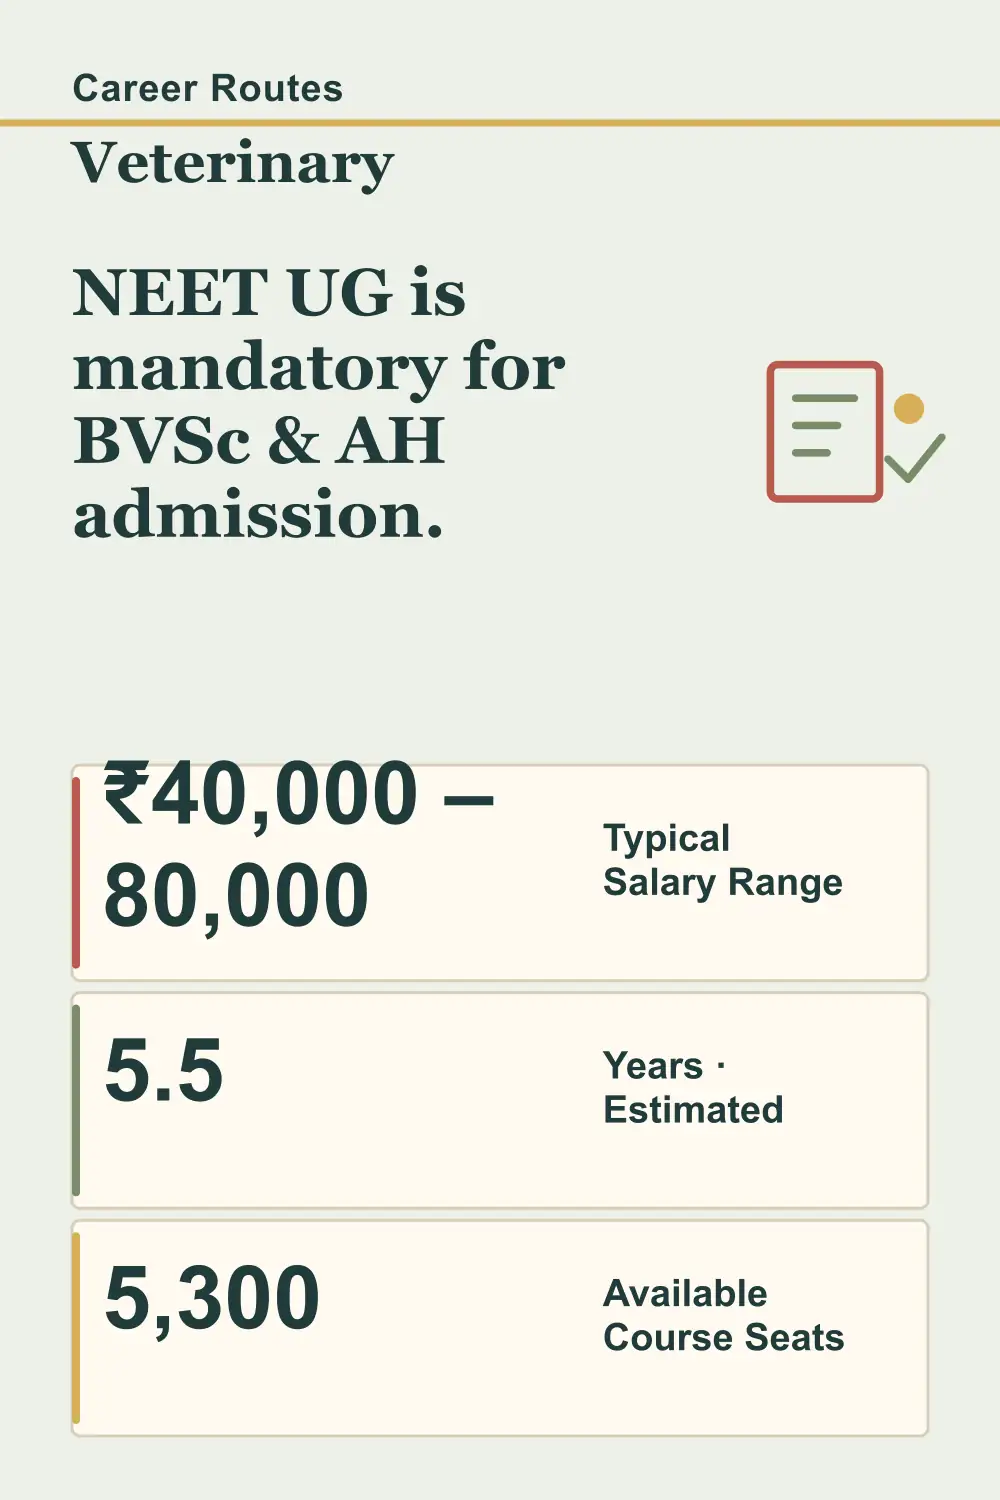 Career Routes
Veterinary
NEET UG is
mandatory for
BVSc & AH
admission.
₹40,000 –
80,000
Typical
Salary Range
5.5
Years ·
Estimated
5,300
Available
Course Seats